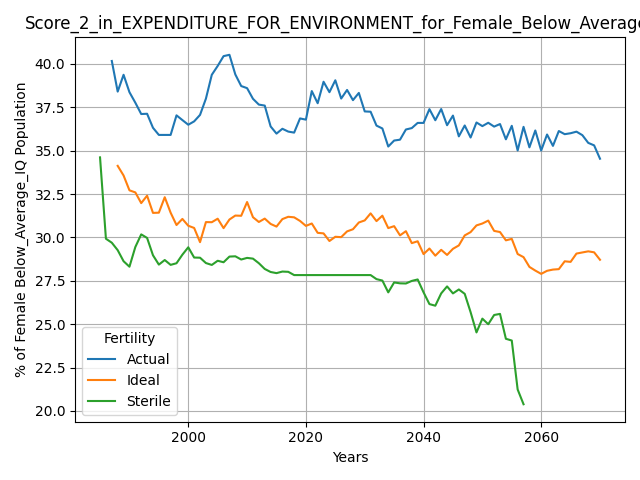 Score_2_in_EXPENDITURE_FOR_ENVIRONMENT_for_Female_Below_Average
% of Female Below_Average_IQ Population
40.0
37.5
35.0
32.5
30.0
27.5
25.0
22.5
20.0
Fertility
Actual
Ideal
Sterile
2000 2020 2040 2060
Years